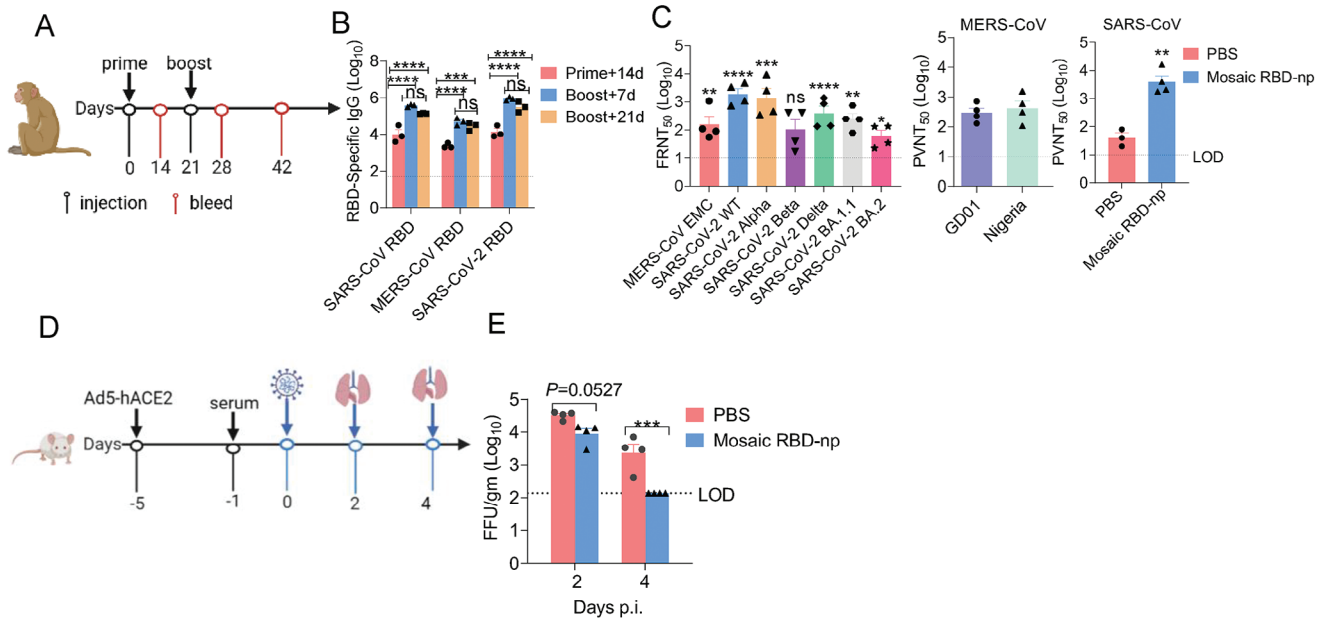 A
prime
boost
Days
0
14
21
28
42
injection
bleed
B
RBD-Specific IgG (Log10)
8
6
4
2
0
****
****
ns
***
****
ns
****
****
ns
SARS-CoV RBD
MERS-CoV RBD
SARS-CoV-2 RBD
Prime+14d
Boost+7d
Boost+21d
C
FRNT50 (Log10)
5
4
3
2
1
0
**
****
***
ns
****
**
*
MERS-CoV EMC
SARS-CoV-2 WT
SARS-CoV-2 Alpha
SARS-CoV-2 Beta
SARS-CoV-2 Delta
SARS-CoV-2 BA.1.1
SARS-CoV-2 BA.2
MERS-CoV
PVNT50 (Log10)
5
4
3
2
1
0
GD01
Nigeria
SARS-CoV
PVNT50 (Log10)
5
4
3
2
1
0
**
PBS
Mosaic RBD-np
LOD
PBS
Mosaic RBD-np
D
Ad5-hACE2
serum
Days
-5
-1
0
2
4
E
FFU/gm (Log10)
5
4
3
2
1
0
P=0.0527
***
PBS
Mosaic RBD-np
LOD
2
4
Days p.i.